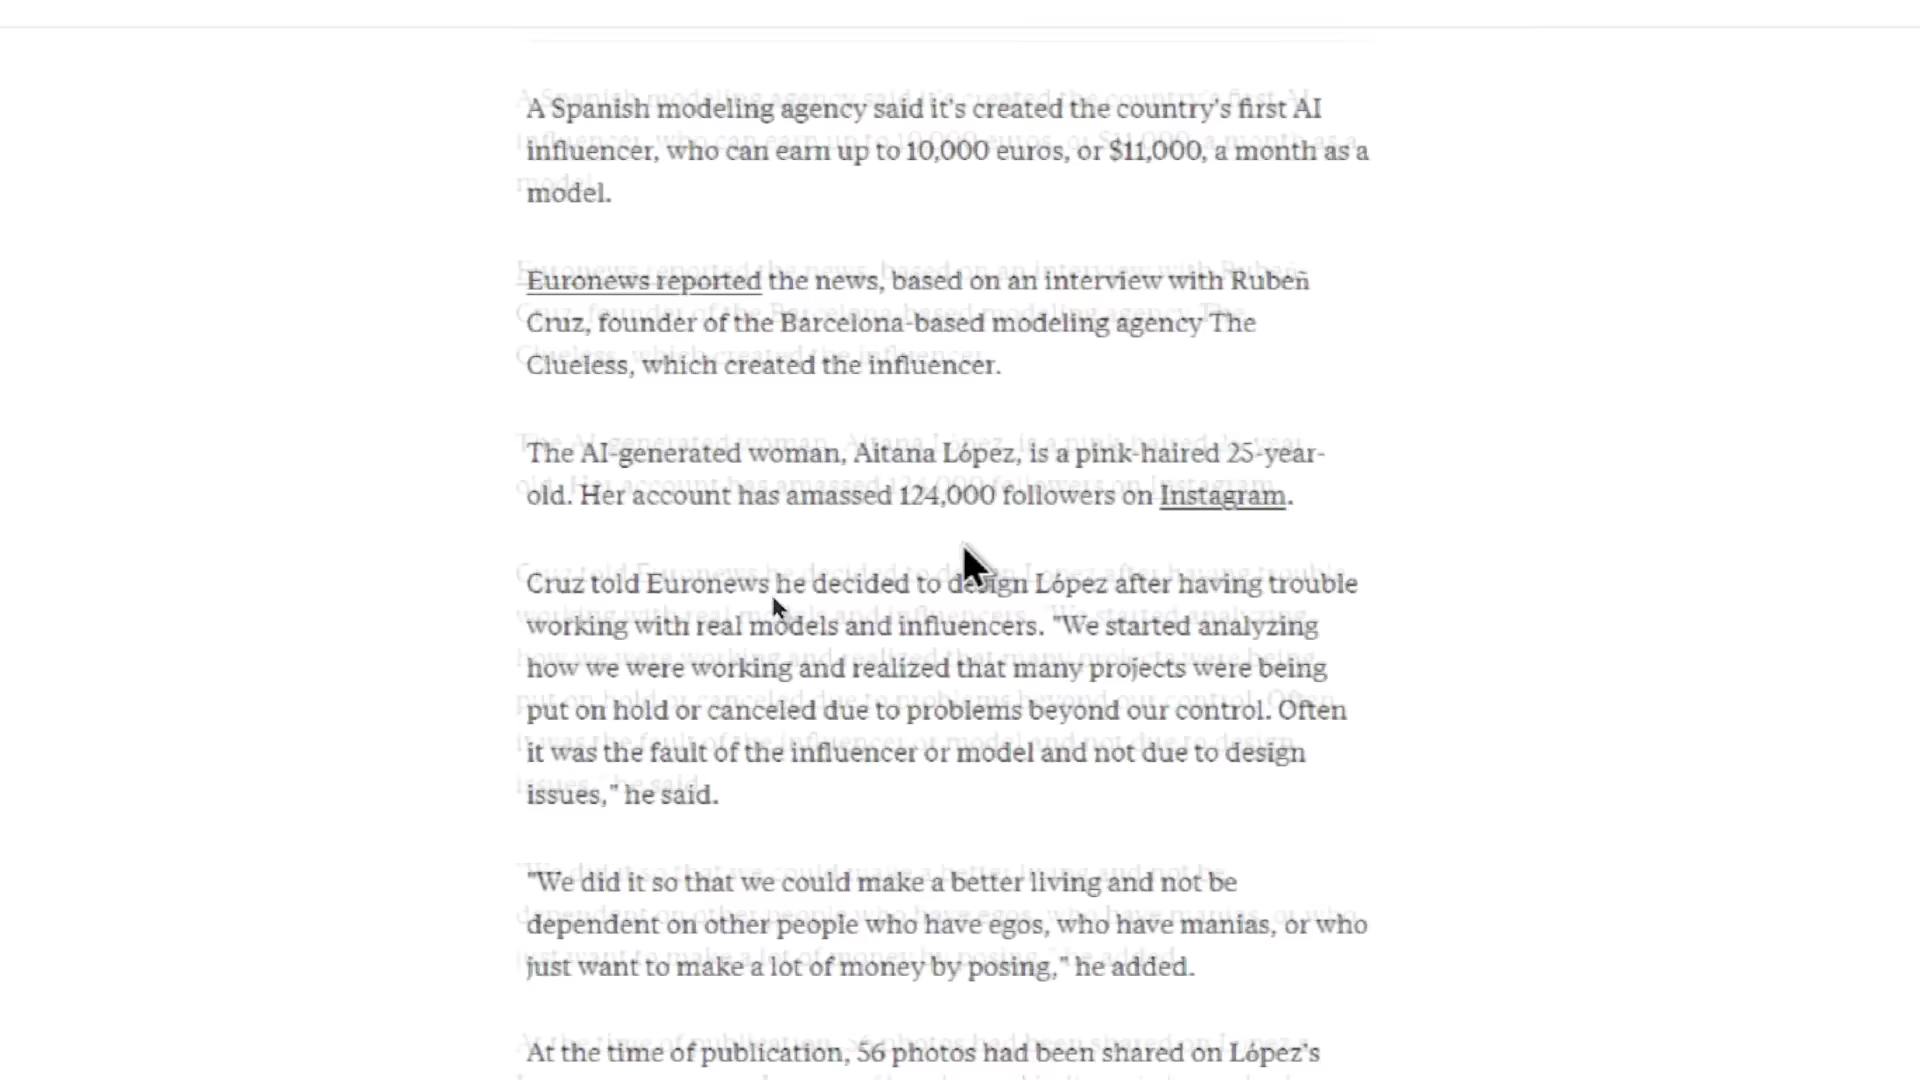 A Spanish modeling agency said it's created the country's first AI
influencer, who can earn up to 10,000 euros, or $11,000, a month as a
model.
Euronews reported the news, based on an interview with Rubeñ
Cruz, founder of the Barcelona-based modeling agency The
Clueless, which created the influencer.
The AI-generated woman, Aitana López, is a pink-haired 25-year-
old. Her account has amassed 124,000 followers on Instagram.
Cruz told Euronews he decided to design López after having trouble
working with real models and influencers. "We started analyzing
how we were working and realized that many projects were being
put on hold or canceled due to problems beyond our control. Often
it was the fault of the influencer or model and not due to design
issues," he said.
"We did it so that we could make a better living and not be
dependent on other people who have egos, who have manias, or who
just want to make a lot of money by posing," he added.
At the time of publication, 56 photos had been shared on López's